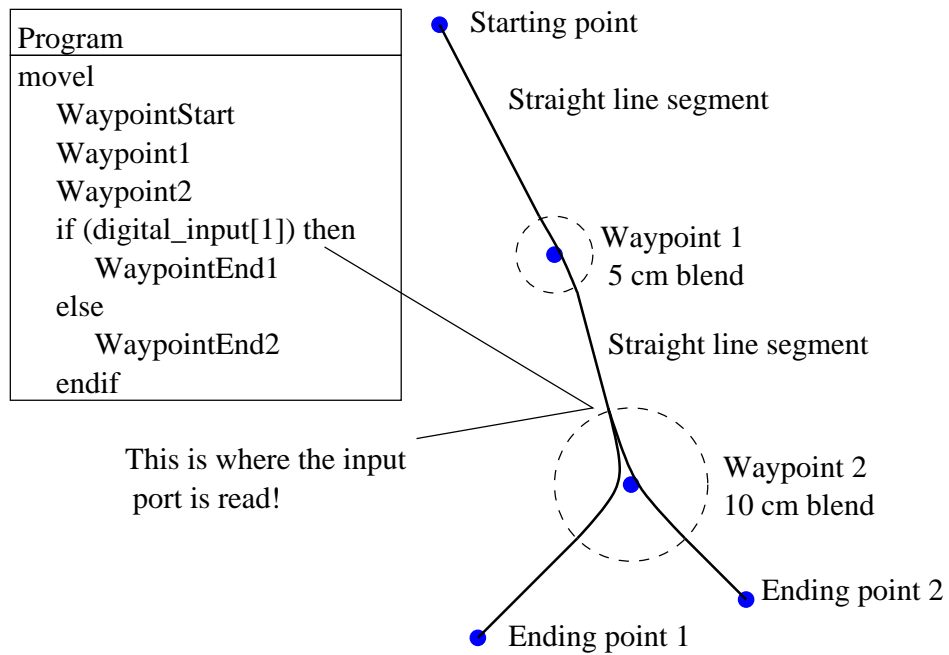 Program
movel
WaypointStart
Waypoint1
Waypoint2
if (digital_input[1]) then
WaypointEnd1
else
WaypointEnd2
endif
Starting point
Straight line segment
Waypoint 1
5 cm blend
Straight line segment
This is where the input
port is read!
Waypoint 2
10 cm blend
Ending point 2
Ending point 1